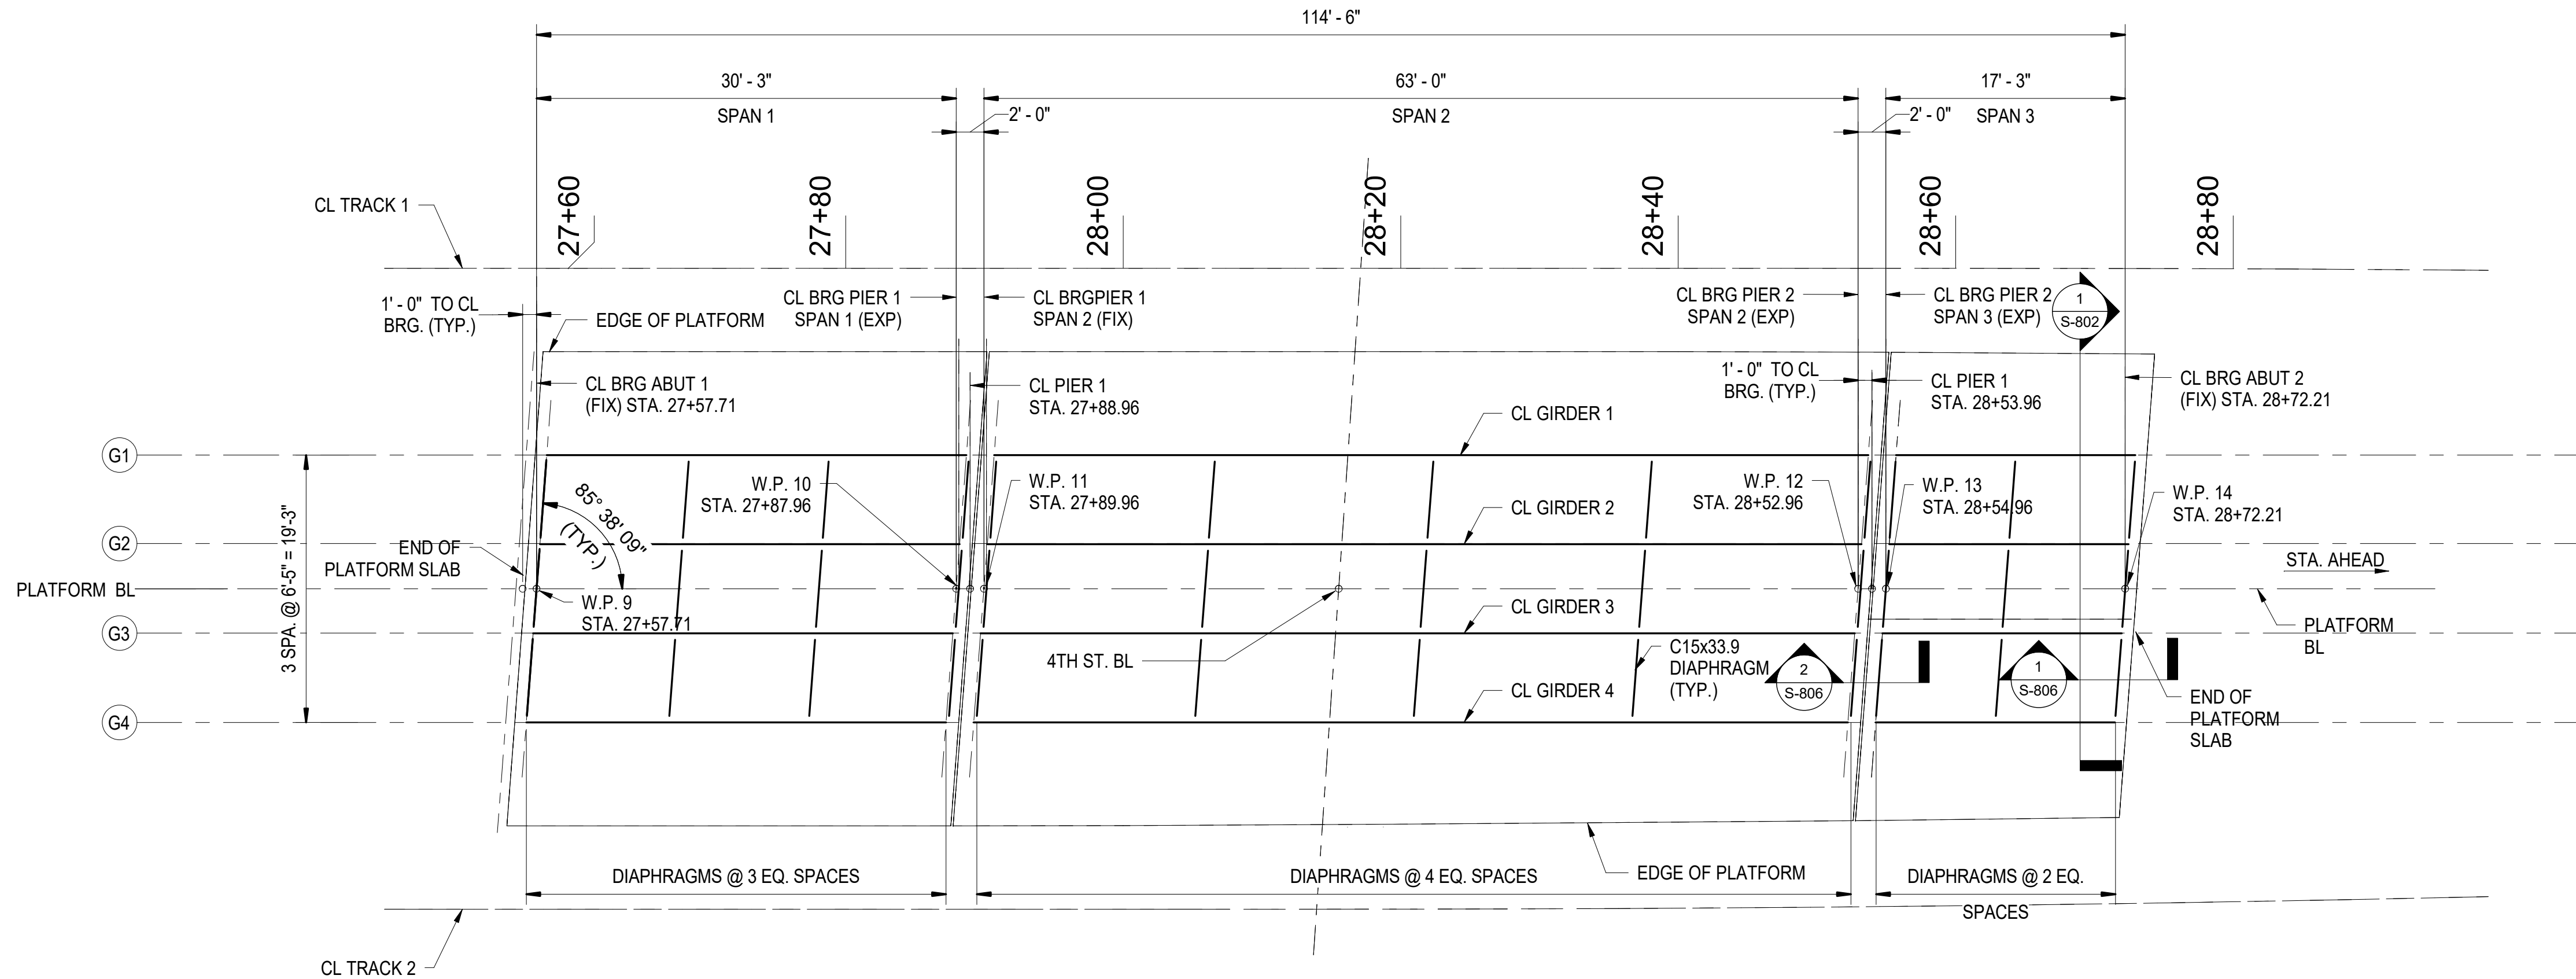 114' - 6"
30' - 3"
SPAN 1
2' - 0"
63' - 0"
SPAN 2
2' - 0"
17' - 3"
SPAN 3
CL TRACK 1
27+60
27+80
28+00
28+20
28+40
28+60
28+80
1' - 0" TO CL
BRG. (TYP.)
EDGE OF PLATFORM
CL BRG PIER 1
SPAN 1 (EXP)
CL BRGPIER 1
SPAN 2 (FIX)
CL BRG PIER 2
SPAN 2 (EXP)
CL BRG PIER 2
SPAN 3 (EXP)
1
S-802
CL BRG ABUT 1
(FIX) STA. 27+57.71
CL PIER 1
STA. 27+88.96
1' - 0" TO CL
BRG. (TYP.)
CL PIER 1
STA. 28+53.96
CL BRG ABUT 2
(FIX) STA. 28+72.21
CL GIRDER 1
G1
W.P. 10
STA. 27+87.96
W.P. 11
STA. 27+89.96
W.P. 12
STA. 28+52.96
W.P. 13
STA. 28+54.96
W.P. 14
STA. 28+72.21
85° 38' 09"
(TYP.)
CL GIRDER 2
G2
3 SPA. @ 6'-5" = 19'-3"
END OF
PLATFORM SLAB
STA. AHEAD
PLATFORM BL
W.P. 9
STA. 27+57.71
CL GIRDER 3
G3
PLATFORM
BL
4TH ST. BL
C15x33.9
DIAPHRAGM
(TYP.)
2
S-806
1
S-806
CL GIRDER 4
G4
END OF
PLATFORM
SLAB
DIAPHRAGMS @ 3 EQ. SPACES
DIAPHRAGMS @ 4 EQ. SPACES
EDGE OF PLATFORM
DIAPHRAGMS @ 2 EQ.
SPACES
CL TRACK 2